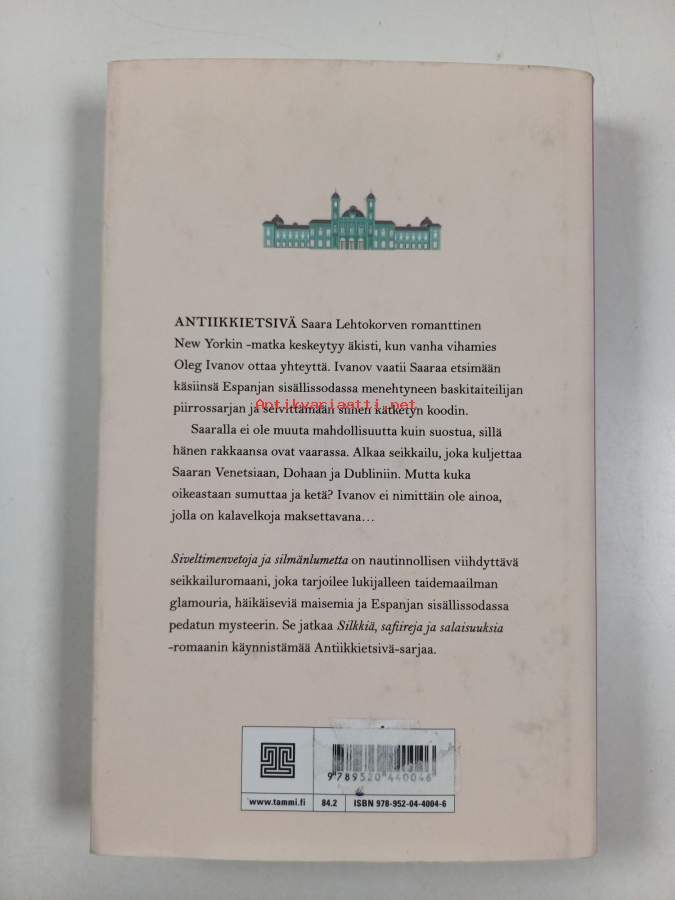 ANTIIKKIETSIVÄ Saara Lehtokorven romanttinen
New Yorkin -matka keskeytyy äkisti, kun vanha vihamies
Oleg Ivanov ottaa yhteyttä. Ivanov vaatii Saaraa etsimään
käsiinsä Espanjan sisällissodassa menehtyneen baskitaiteilijan
Antikvariaatti.net
piirrossarjan ja selvittämään siihen kätketyn koodin.
Saaralla ei ole muuta mahdollisuutta kuin suostua, sillä
hänen rakkaansa ovat vaarassa. Alkaa seikkailu, joka kuljettaa
Saaran Venetsiaan, Dohaan ja Dubliniin. Mutta kuka
oikeastaan sumuttaa ja ketä? Ivanov ei nimittäin ole ainoa,
jolla on kalavelkoja maksettavana…
Siveltimenvetoja ja silmänlumetta on nautinnollisen viihdyttävä
seikkailuromaani, joka tarjoilee lukijalleen taidemaailman
glamouria, häikäiseviä maisemia ja Espanjan sisällissodassa
pedatun mysteerin. Se jatkaa Silkkiä, safiireja ja salaisuuksia
-romaanin käynnistämää Antiikkietsivä-sarjaa.
9 789520 440046
www.tammi.fi 84.2 ISBN 978-952-04-4004-6